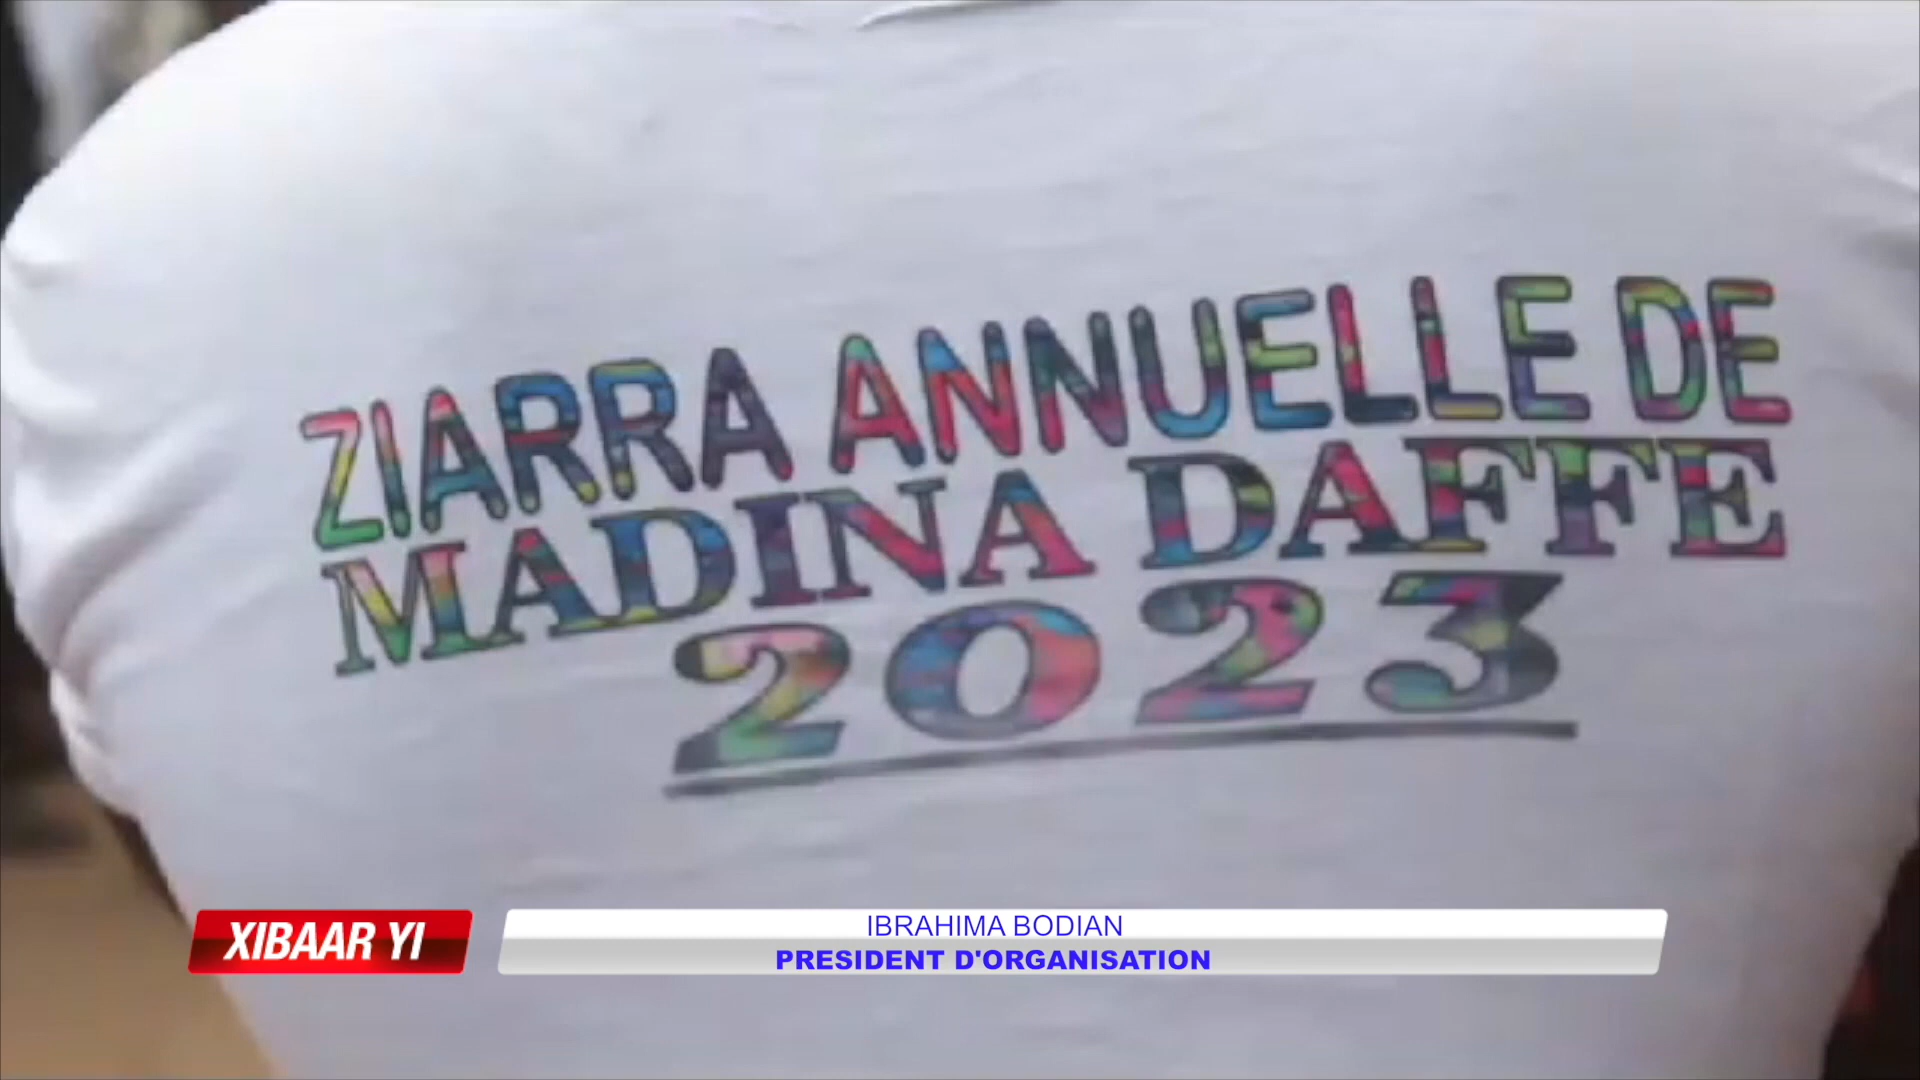 ZIARRA ANNUELLE DE
MADINA DAFFE
2023
XIBAAR YI
IBRAHIMA BODIAN
PRESIDENT D'ORGANISATION